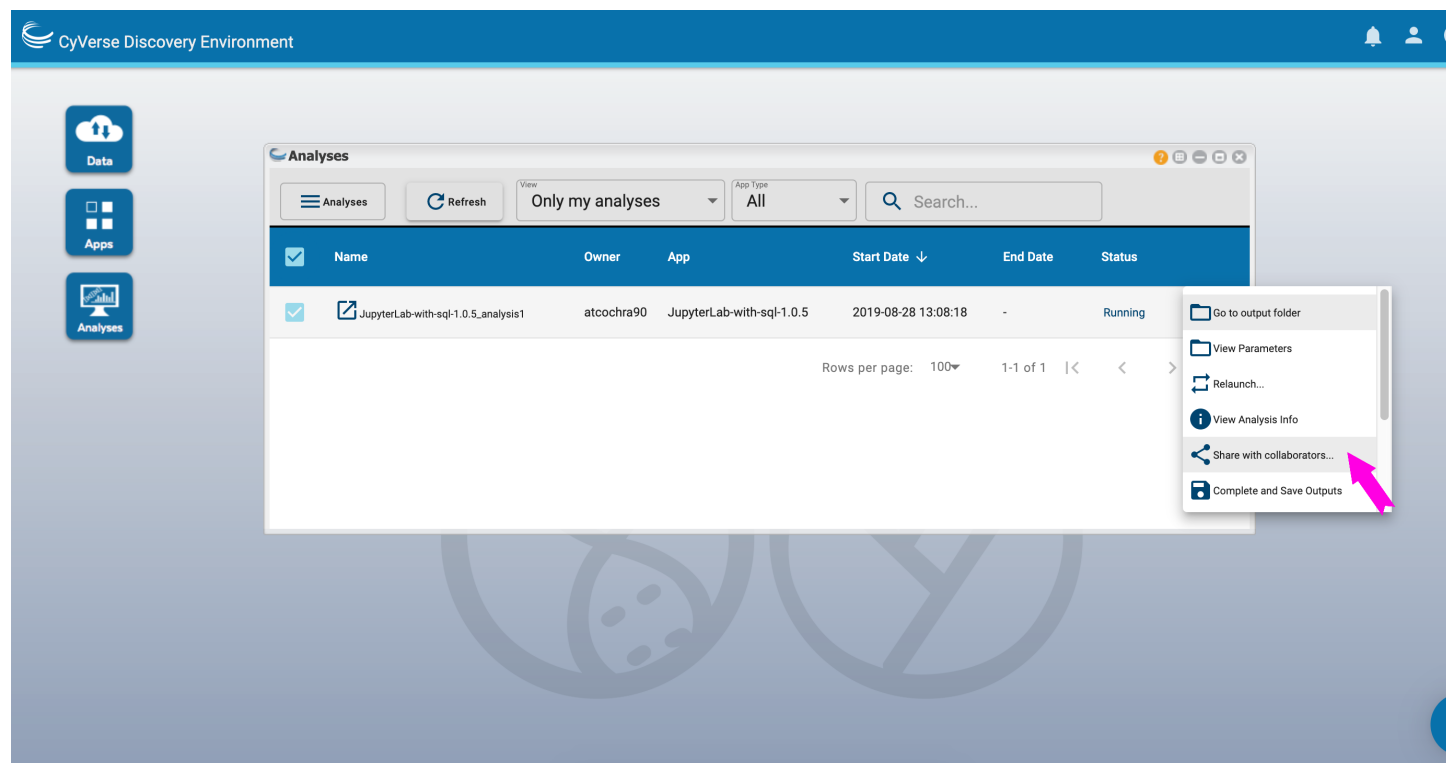 CyVerse Discovery Environment
Data
Apps
Analyses
Analyses
?
Analyses
Refresh
View
Only my analyses
App Type
All
Search...
Name Owner App Start Date End Date Status
JupyterLab-with-sql-1.0.5_analysis1 atcochra90 JupyterLab-with-sql-1.0.5 2019-08-28 13:08:18 - Running
Rows per page: 100 1-1 of 1
Go to output folder
View Parameters
Relaunch...
View Analysis Info
Share with collaborators...
Complete and Save Outputs